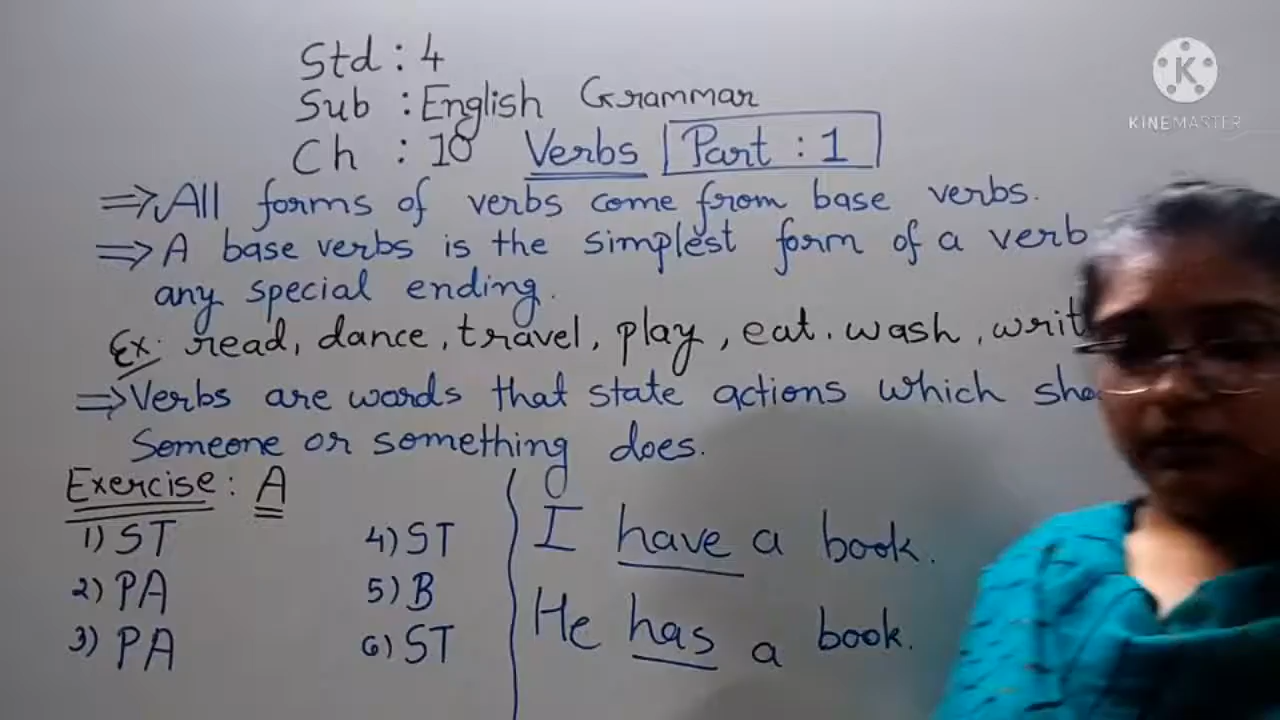 Std : 4
Sub : English Grammar
Ch : 10 Verbs Part : 1
⇒ All forms of verbs come from base verbs.
⇒ A base verbs is the simplest form of a verb
any special ending.
Ex: read, dance, travel, play, eat. wash, writ
⇒ Verbs are words that state actions which
Someone or something does.
Exercise : A
1) ST
2) PA
3) PA
4) ST
5) B
6) ST
I have a book.
He has a book.
K
KINEMASTER